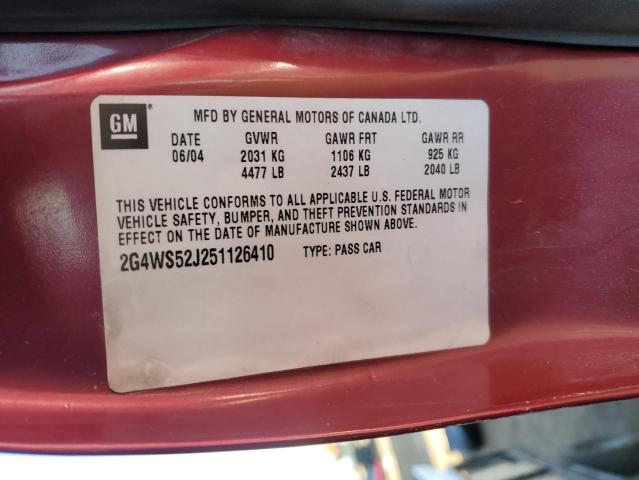 GM
MFD BY GENERAL MOTORS OF CANADA LTD.
DATE GVWR GAWR FRT GAWR RR
06/04 2031 KG 1106 KG 925 KG
4477 LB 2437 LB 2040 LB
THIS VEHICLE CONFORMS TO ALL APPLICABLE U.S. FEDERAL MOTOR
VEHICLE SAFETY, BUMPER, AND THEFT PREVENTION STANDARDS IN
EFFECT ON THE DATE OF MANUFACTURE SHOWN ABOVE.
2G4WS52J251126410 TYPE: PASS CAR